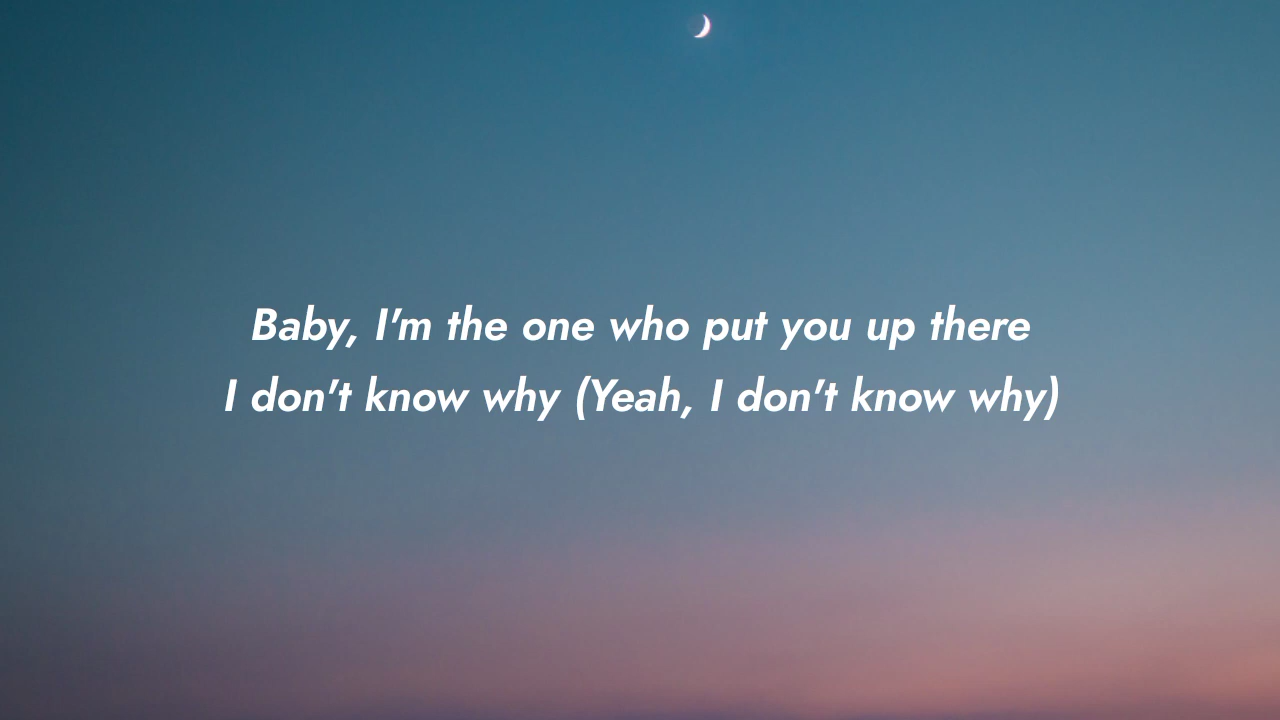 Baby, I'm the one who put you up there
I don't know why (Yeah, I don't know why)